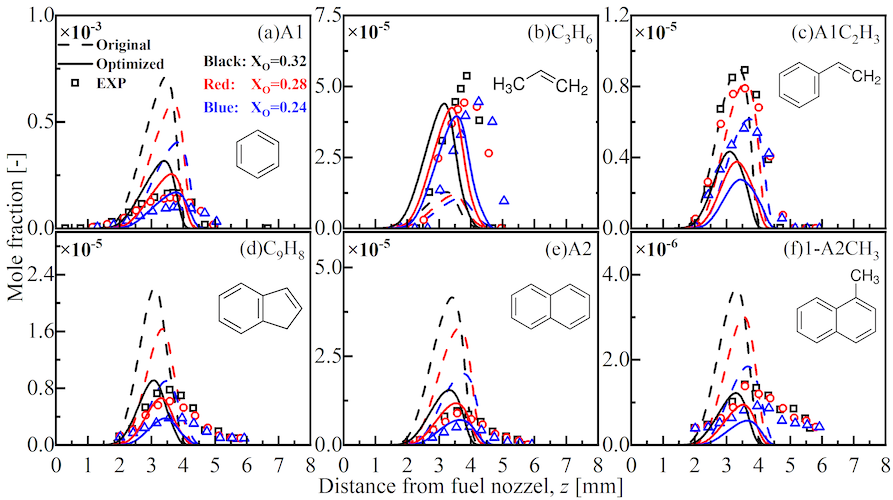 ×10⁻³
(a)A1
Original
Optimized
EXP
Black: X_O=0.32
Red: X_O=0.28
Blue: X_O=0.24
1.0
0.5
0.0
×10⁻⁵
(b)C₃H₆
H₃C
CH₂
7.5
5.0
2.5
0.0
×10⁻⁵
(c)A1C₂H₃
CH₂
1.2
0.8
0.4
0.0
Mole fraction [-]
×10⁻⁵
(d)C₉H₈
2.4
1.6
0.8
0.0
×10⁻⁵
(e)A2
5.0
2.5
0.0
×10⁻⁶
(f)1-A2CH₃
CH₃
4.0
2.0
0.0
0 1 2 3 4 5 6 7 8
0 1 2 3 4 5 6 7 8
0 1 2 3 4 5 6 7 8
Distance from fuel nozzel, z [mm]